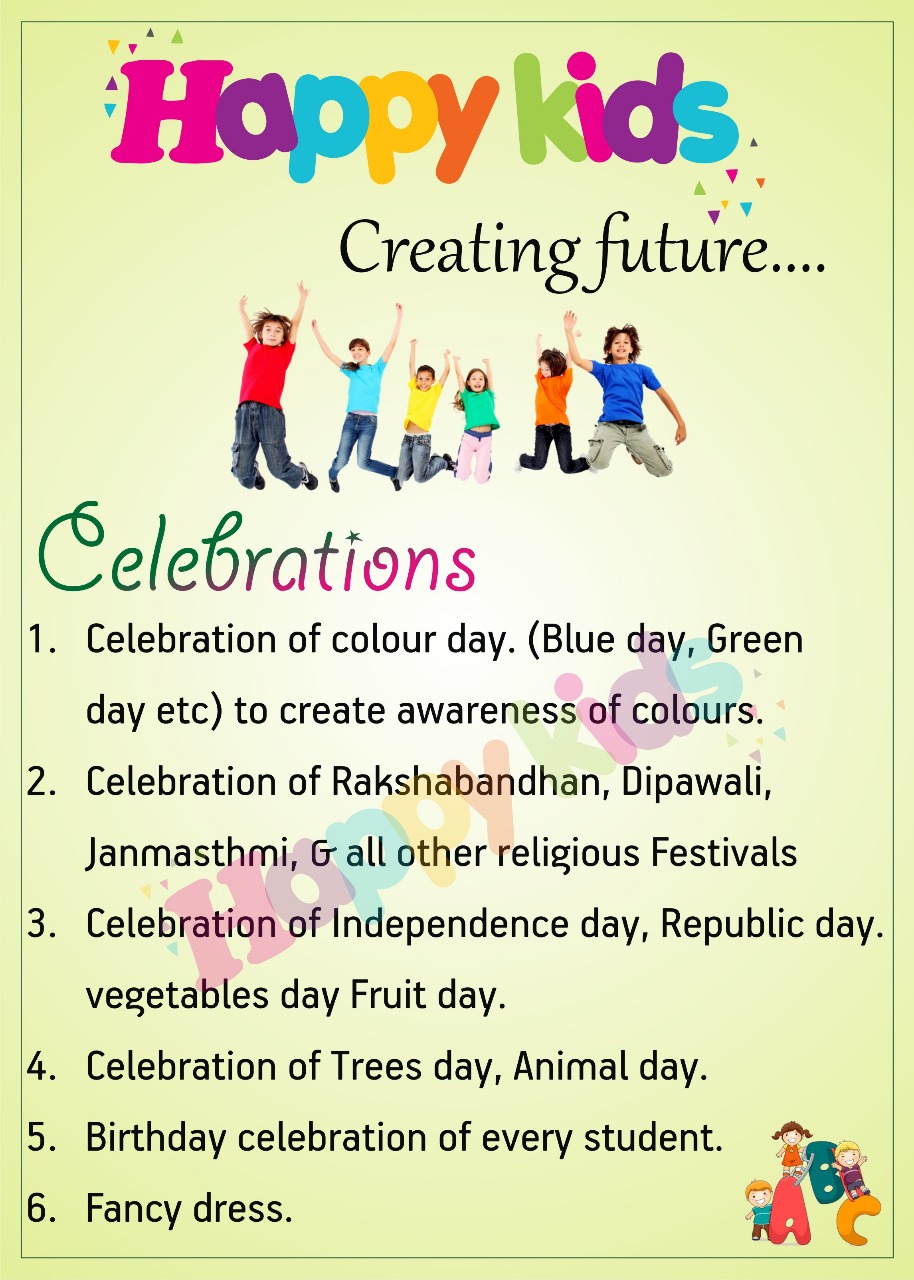 Happy kids
Creating future....
Celebrations
1. Celebration of colour day. (Blue day, Green
day etc) to create awareness of colours.
2. Celebration of Rakshabandhan, Dipawali,
Janmasthmi, & all other religious Festivals
3. Celebration of Independence day, Republic day.
vegetables day Fruit day.
4. Celebration of Trees day, Animal day.
5. Birthday celebration of every student.
6. Fancy dress.
Happy kids
A B C